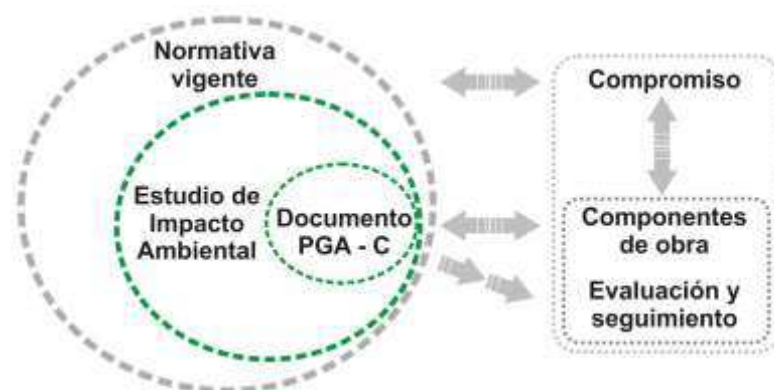 Normativa
vigente
Estudio de
Impacto
Ambiental
Documento
PGA - C
Compromiso
Componentes
de obra
Evaluación y
seguimiento